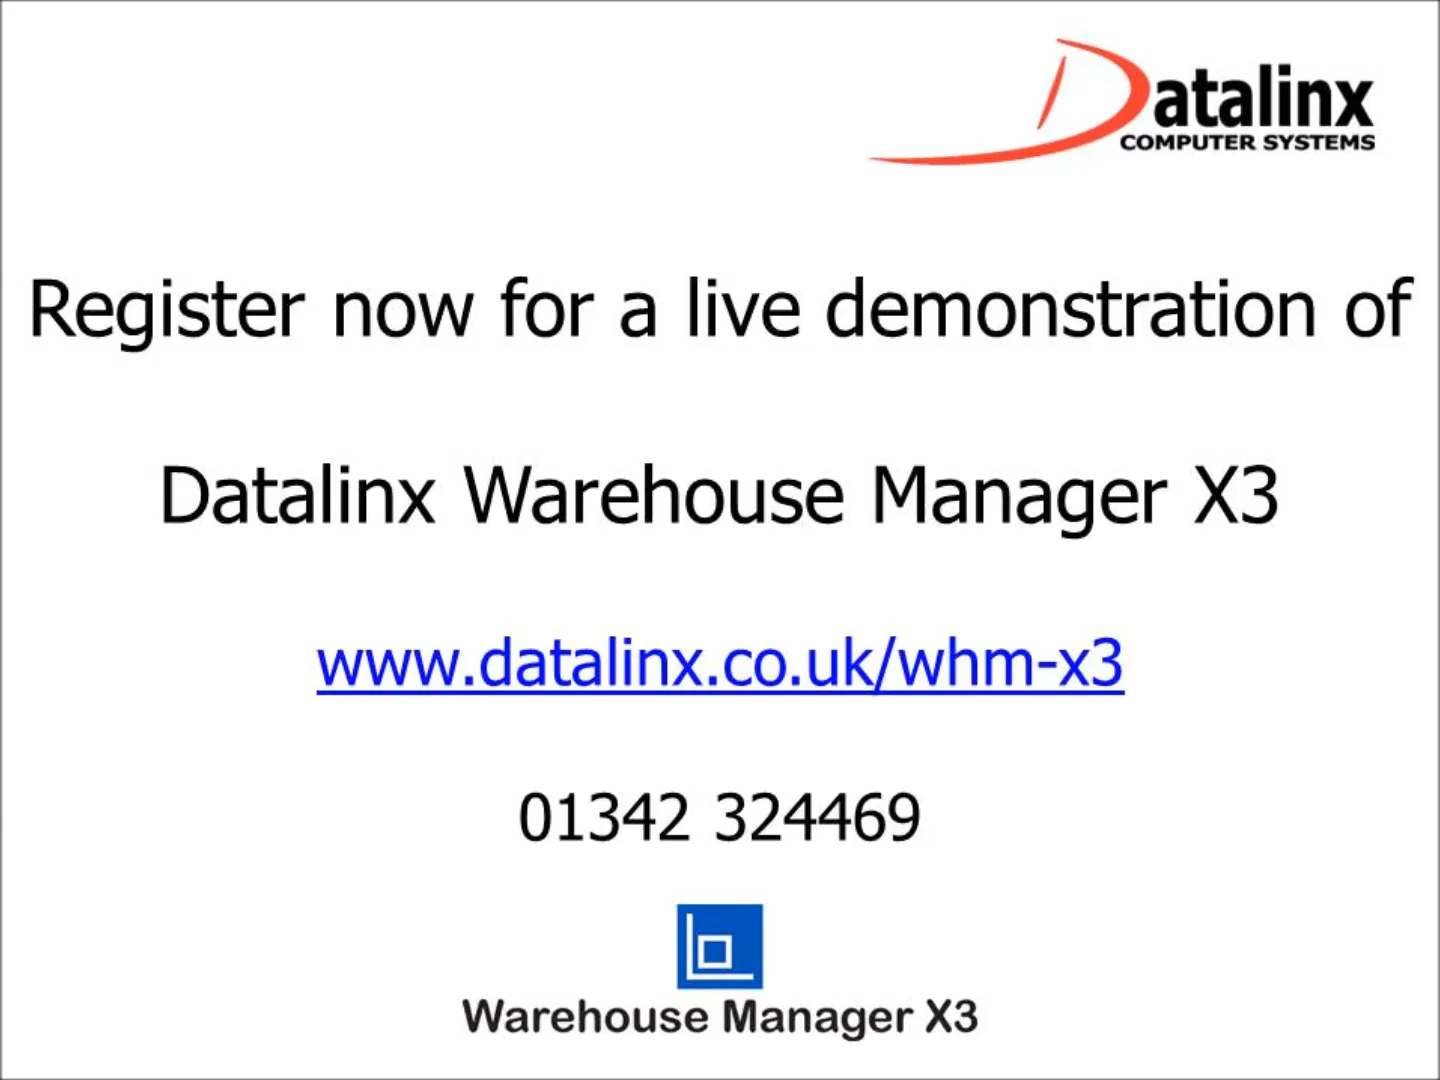 Datalinx
COMPUTER SYSTEMS
Register now for a live demonstration of
Datalinx Warehouse Manager X3
www.datalinx.co.uk/whm-x3
01342 324469
Warehouse Manager X3